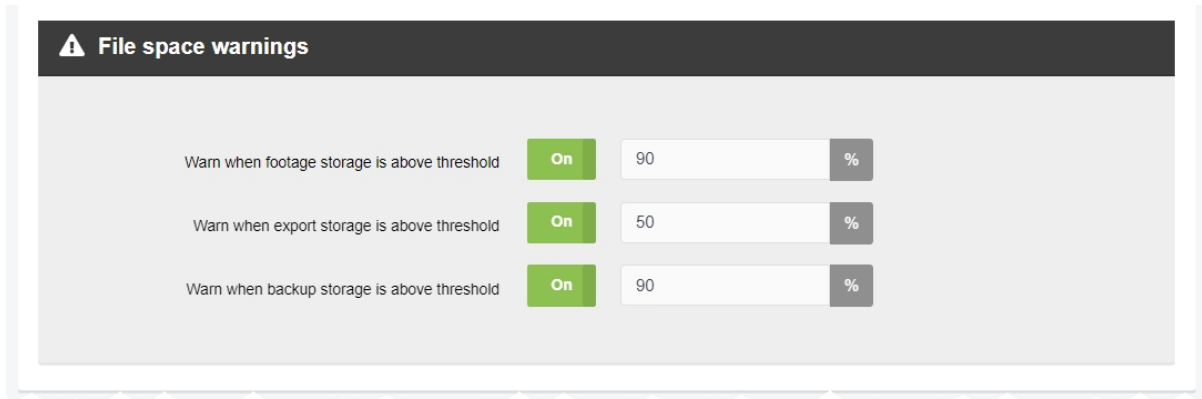 File space warnings
Warn when footage storage is above threshold On 90 %
Warn when export storage is above threshold On 50 %
Warn when backup storage is above threshold On 90 %